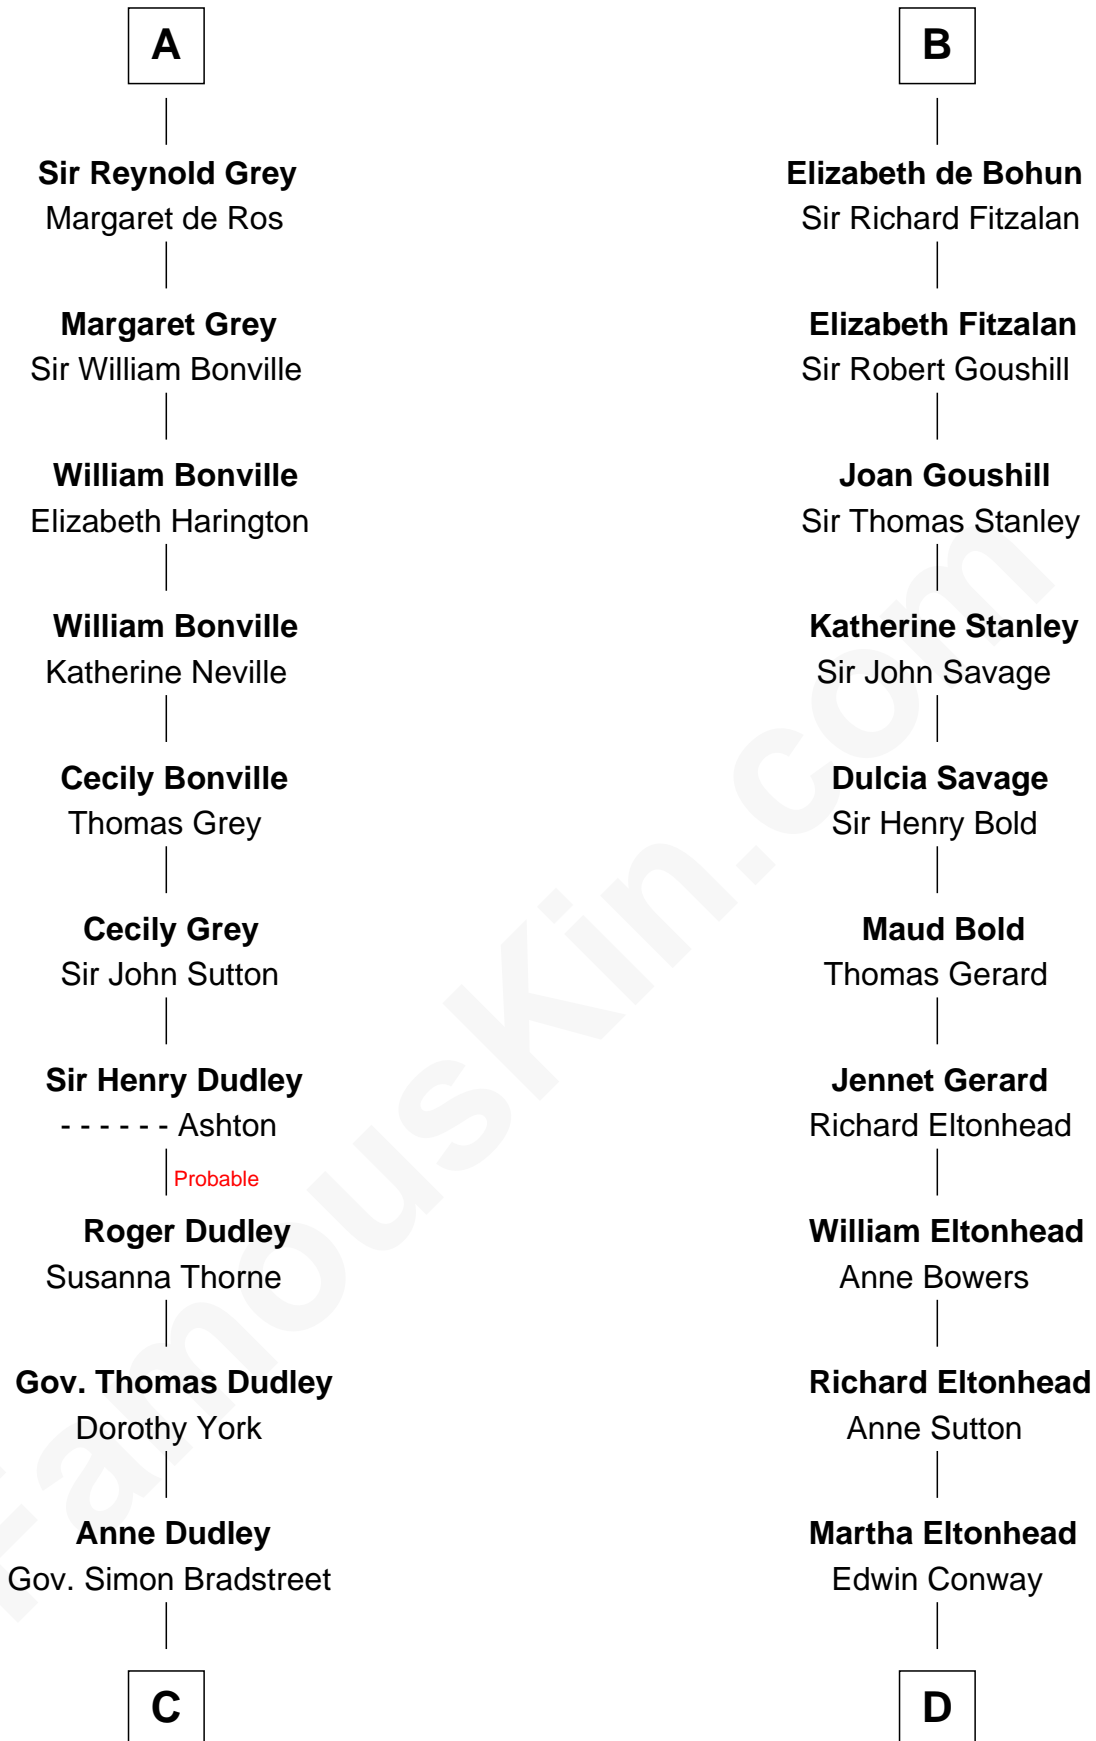 A
Sir Reynold Grey
Margaret de Ros
Margaret Grey
Sir William Bonville
William Bonville
Elizabeth Harington
William Bonville
Katherine Neville
Cecily Bonville
Thomas Grey
Cecily Grey
Sir John Sutton
Sir Henry Dudley
- - - - - - Ashton
Probable
Roger Dudley
Susanna Thorne
Gov. Thomas Dudley
Dorothy York
Anne Dudley
Gov. Simon Bradstreet
C
B
Elizabeth de Bohun
Sir Richard Fitzalan
Elizabeth Fitzalan
Sir Robert Goushill
Joan Goushill
Sir Thomas Stanley
Katherine Stanley
Sir John Savage
Dulcia Savage
Sir Henry Bold
Maud Bold
Thomas Gerard
Jennet Gerard
Richard Eltonhead
William Eltonhead
Anne Bowers
Richard Eltonhead
Anne Sutton
Martha Eltonhead
Edwin Conway
D
FamousKin.com